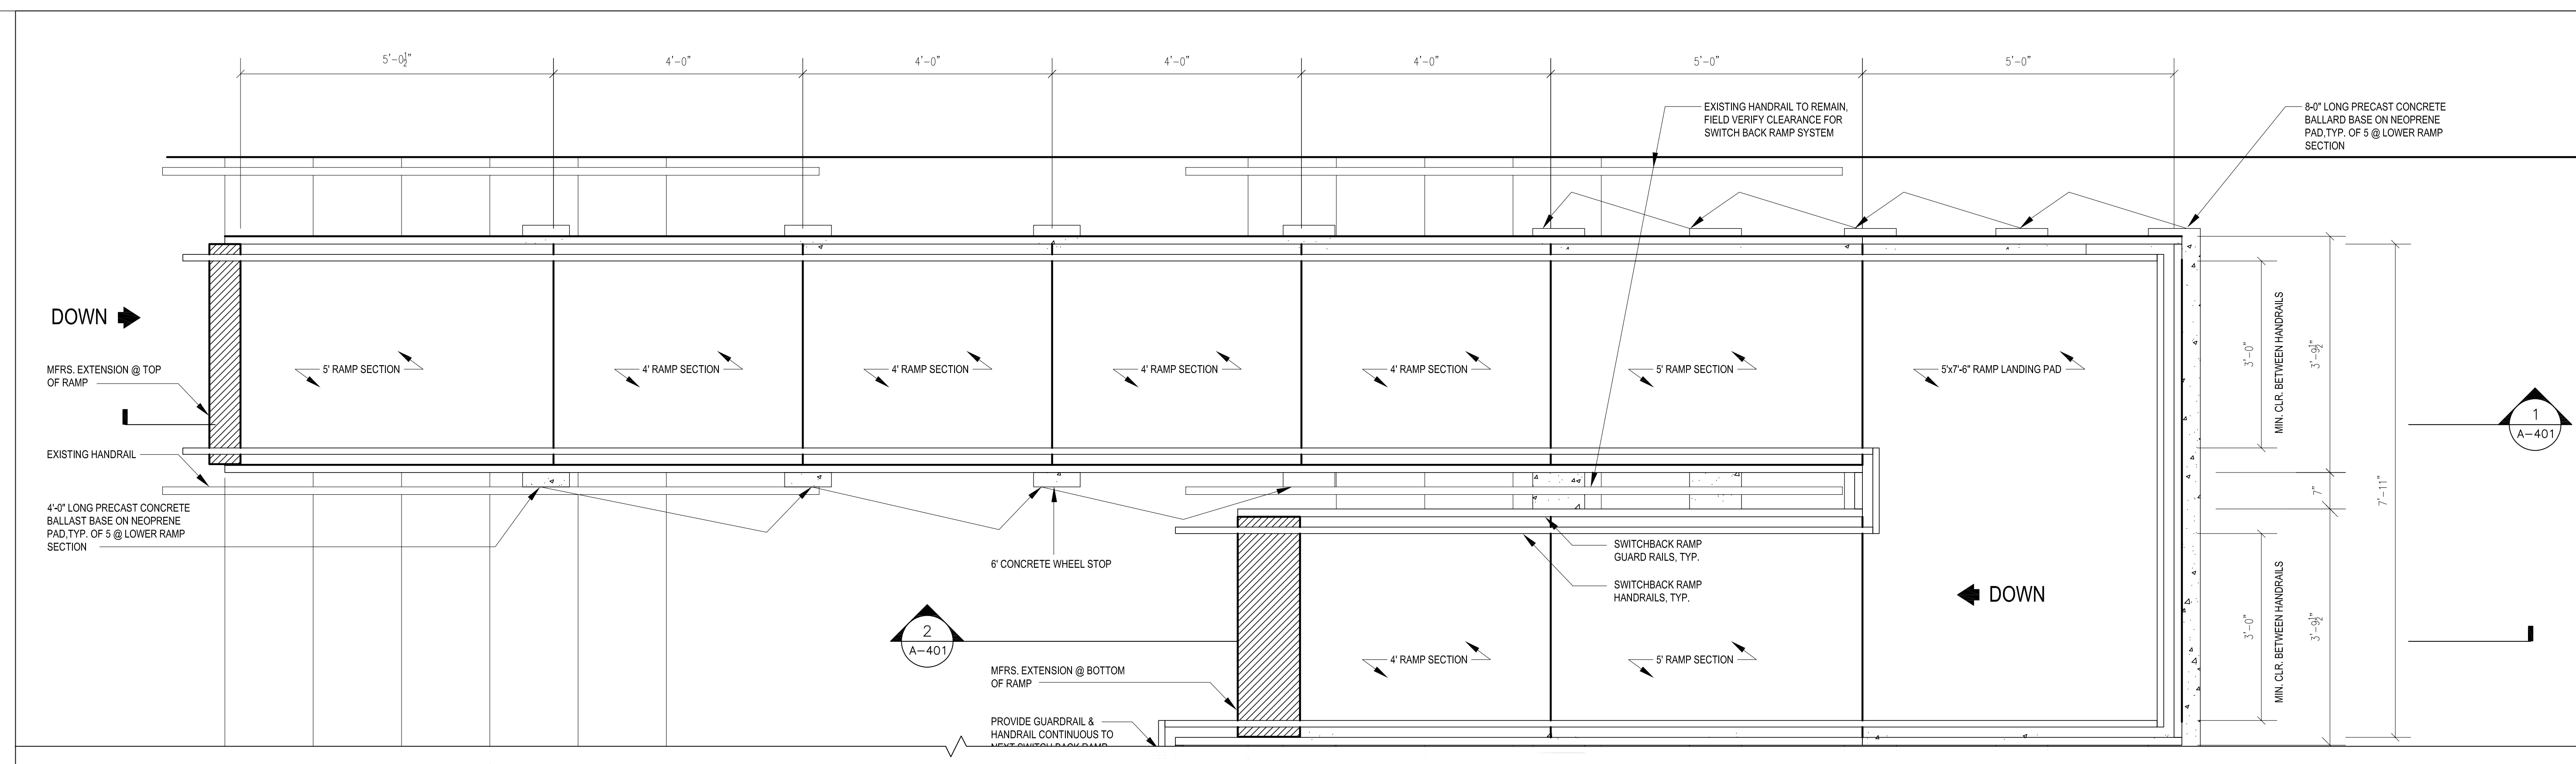 5'-0½"
4'-0"
4'-0"
4'-0"
4'-0"
5'-0"
5'-0"
EXISTING HANDRAIL TO REMAIN,
FIELD VERIFY CLEARANCE FOR
SWITCH BACK RAMP SYSTEM
8-0" LONG PRECAST CONCRETE
BALLARD BASE ON NEOPRENE
PAD,TYP. OF 5 @ LOWER RAMP
SECTION
DOWN
MFRS. EXTENSION @ TOP
OF RAMP
5' RAMP SECTION
4' RAMP SECTION
4' RAMP SECTION
4' RAMP SECTION
4' RAMP SECTION
5' RAMP SECTION
5'x7'-6" RAMP LANDING PAD
3'-0"
MIN. CLR. BETWEEN HANDRAILS
3'-9½"
1
A-401
EXISTING HANDRAIL
4'-0" LONG PRECAST CONCRETE
BALLAST BASE ON NEOPRENE
PAD,TYP. OF 5 @ LOWER RAMP
SECTION
7"
7'-11"
6' CONCRETE WHEEL STOP
SWITCHBACK RAMP
GUARD RAILS, TYP.
SWITCHBACK RAMP
HANDRAILS, TYP.
DOWN
3'-0"
MIN. CLR. BETWEEN HANDRAILS
3'-9½"
2
A-401
MFRS. EXTENSION @ BOTTOM
OF RAMP
4' RAMP SECTION
5' RAMP SECTION
PROVIDE GUARDRAIL &
HANDRAIL CONTINUOUS TO
NEXT SWITCH BACK RAMP